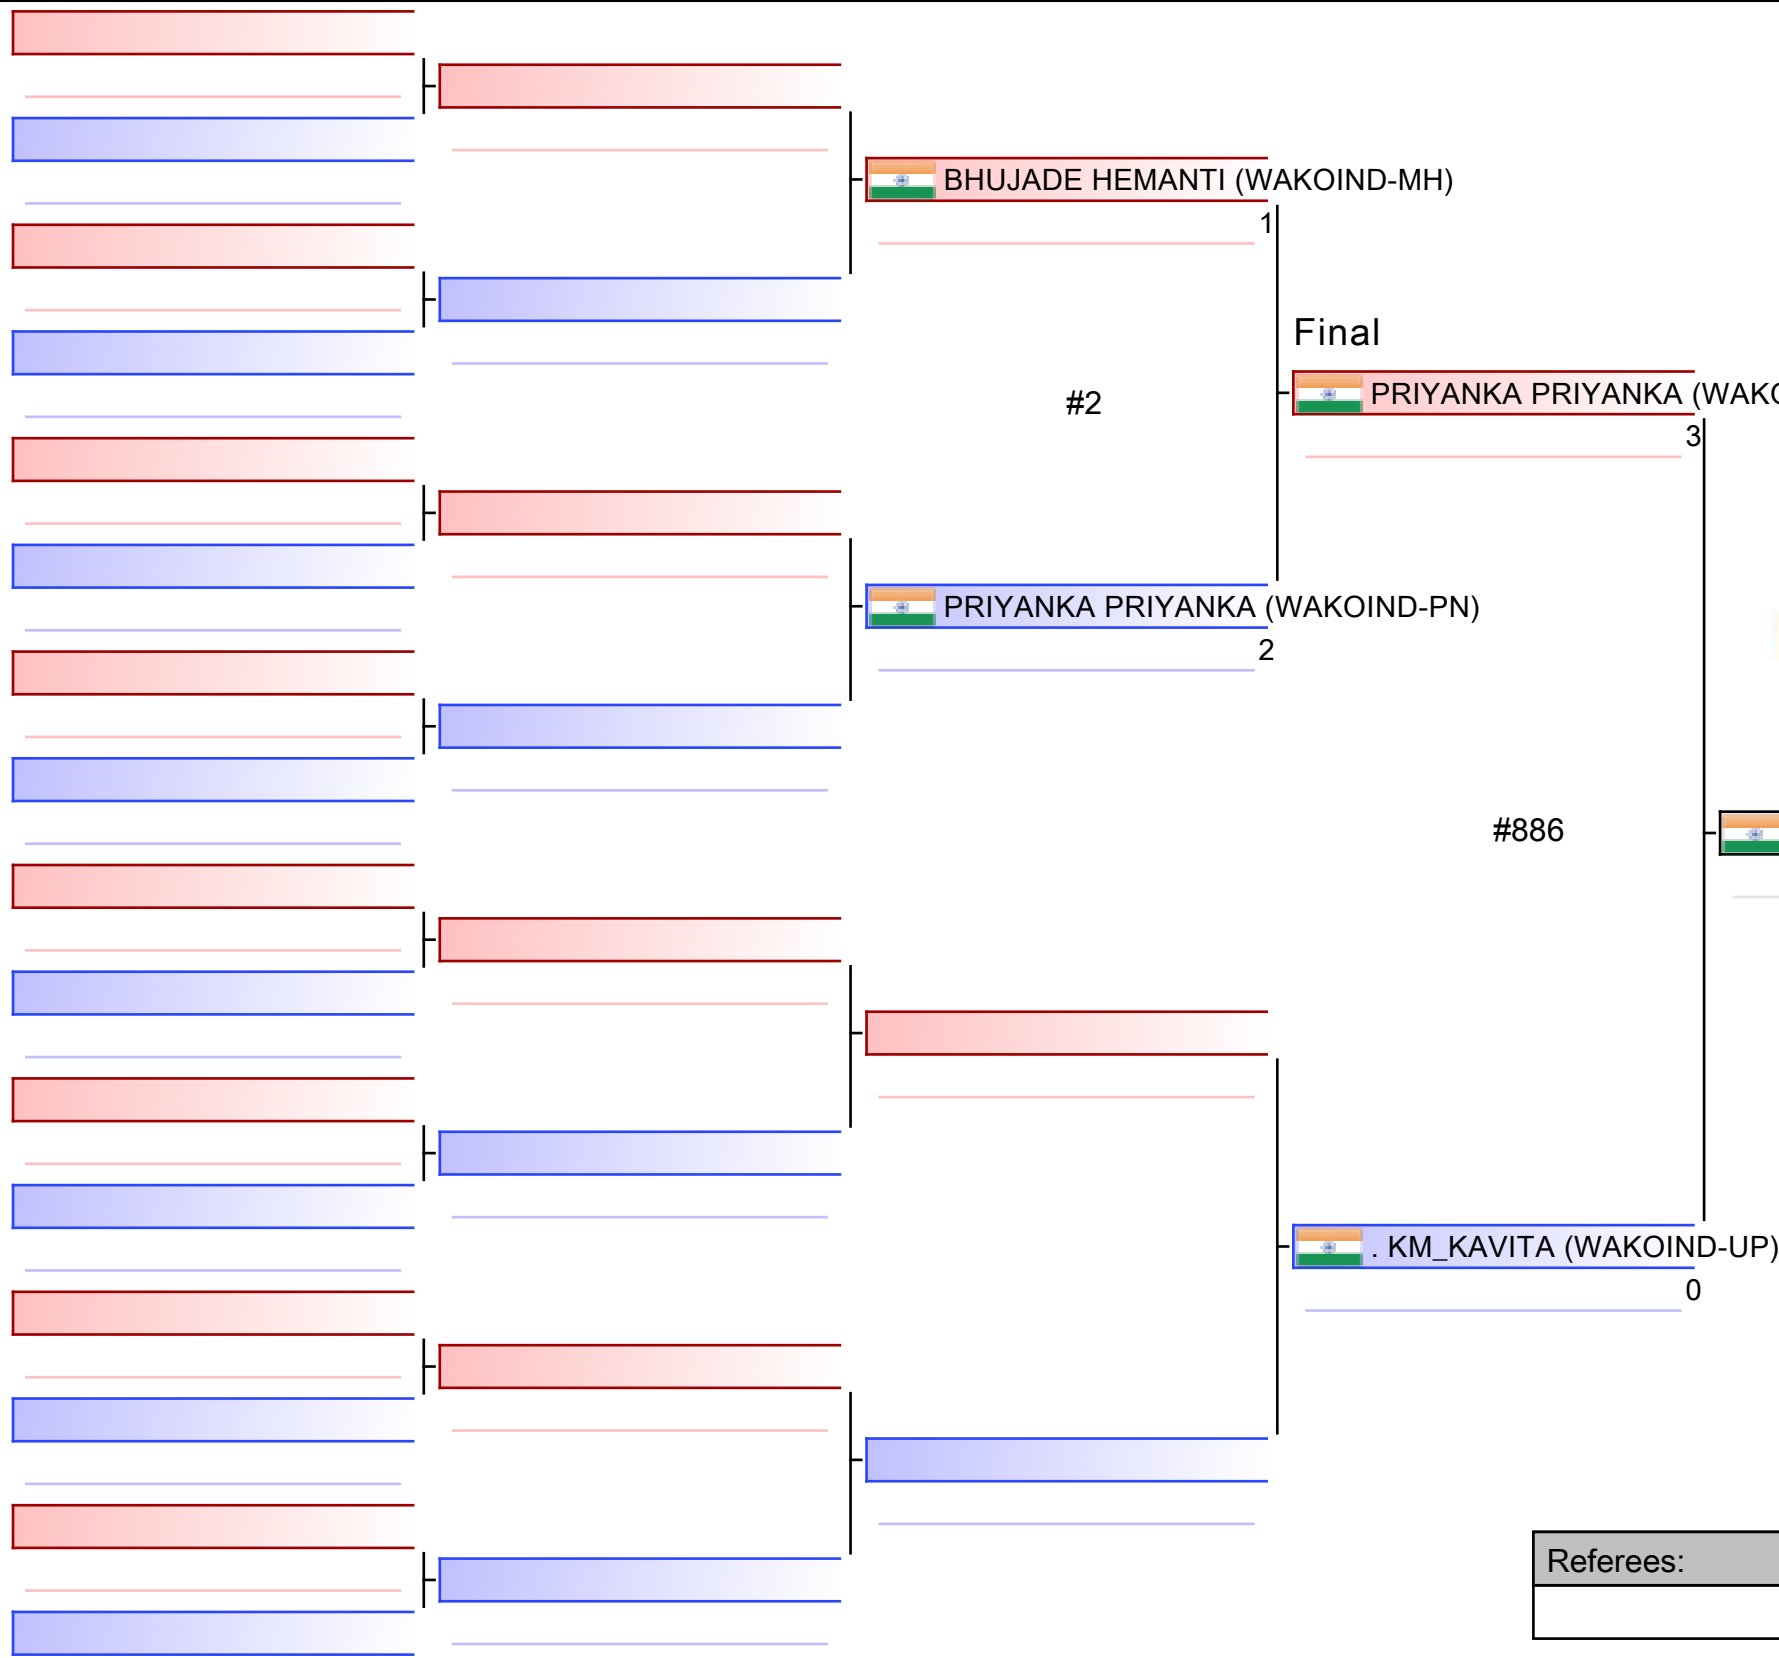 BHUJADE HEMANTI (WAKOIND-MH)
1
Final
PRIYANKA PRIYANKA (WAKO
3
#2
PRIYANKA PRIYANKA (WAKOIND-PN)
2
#886
. KM_KAVITA (WAKOIND-UP)
0
Referees: